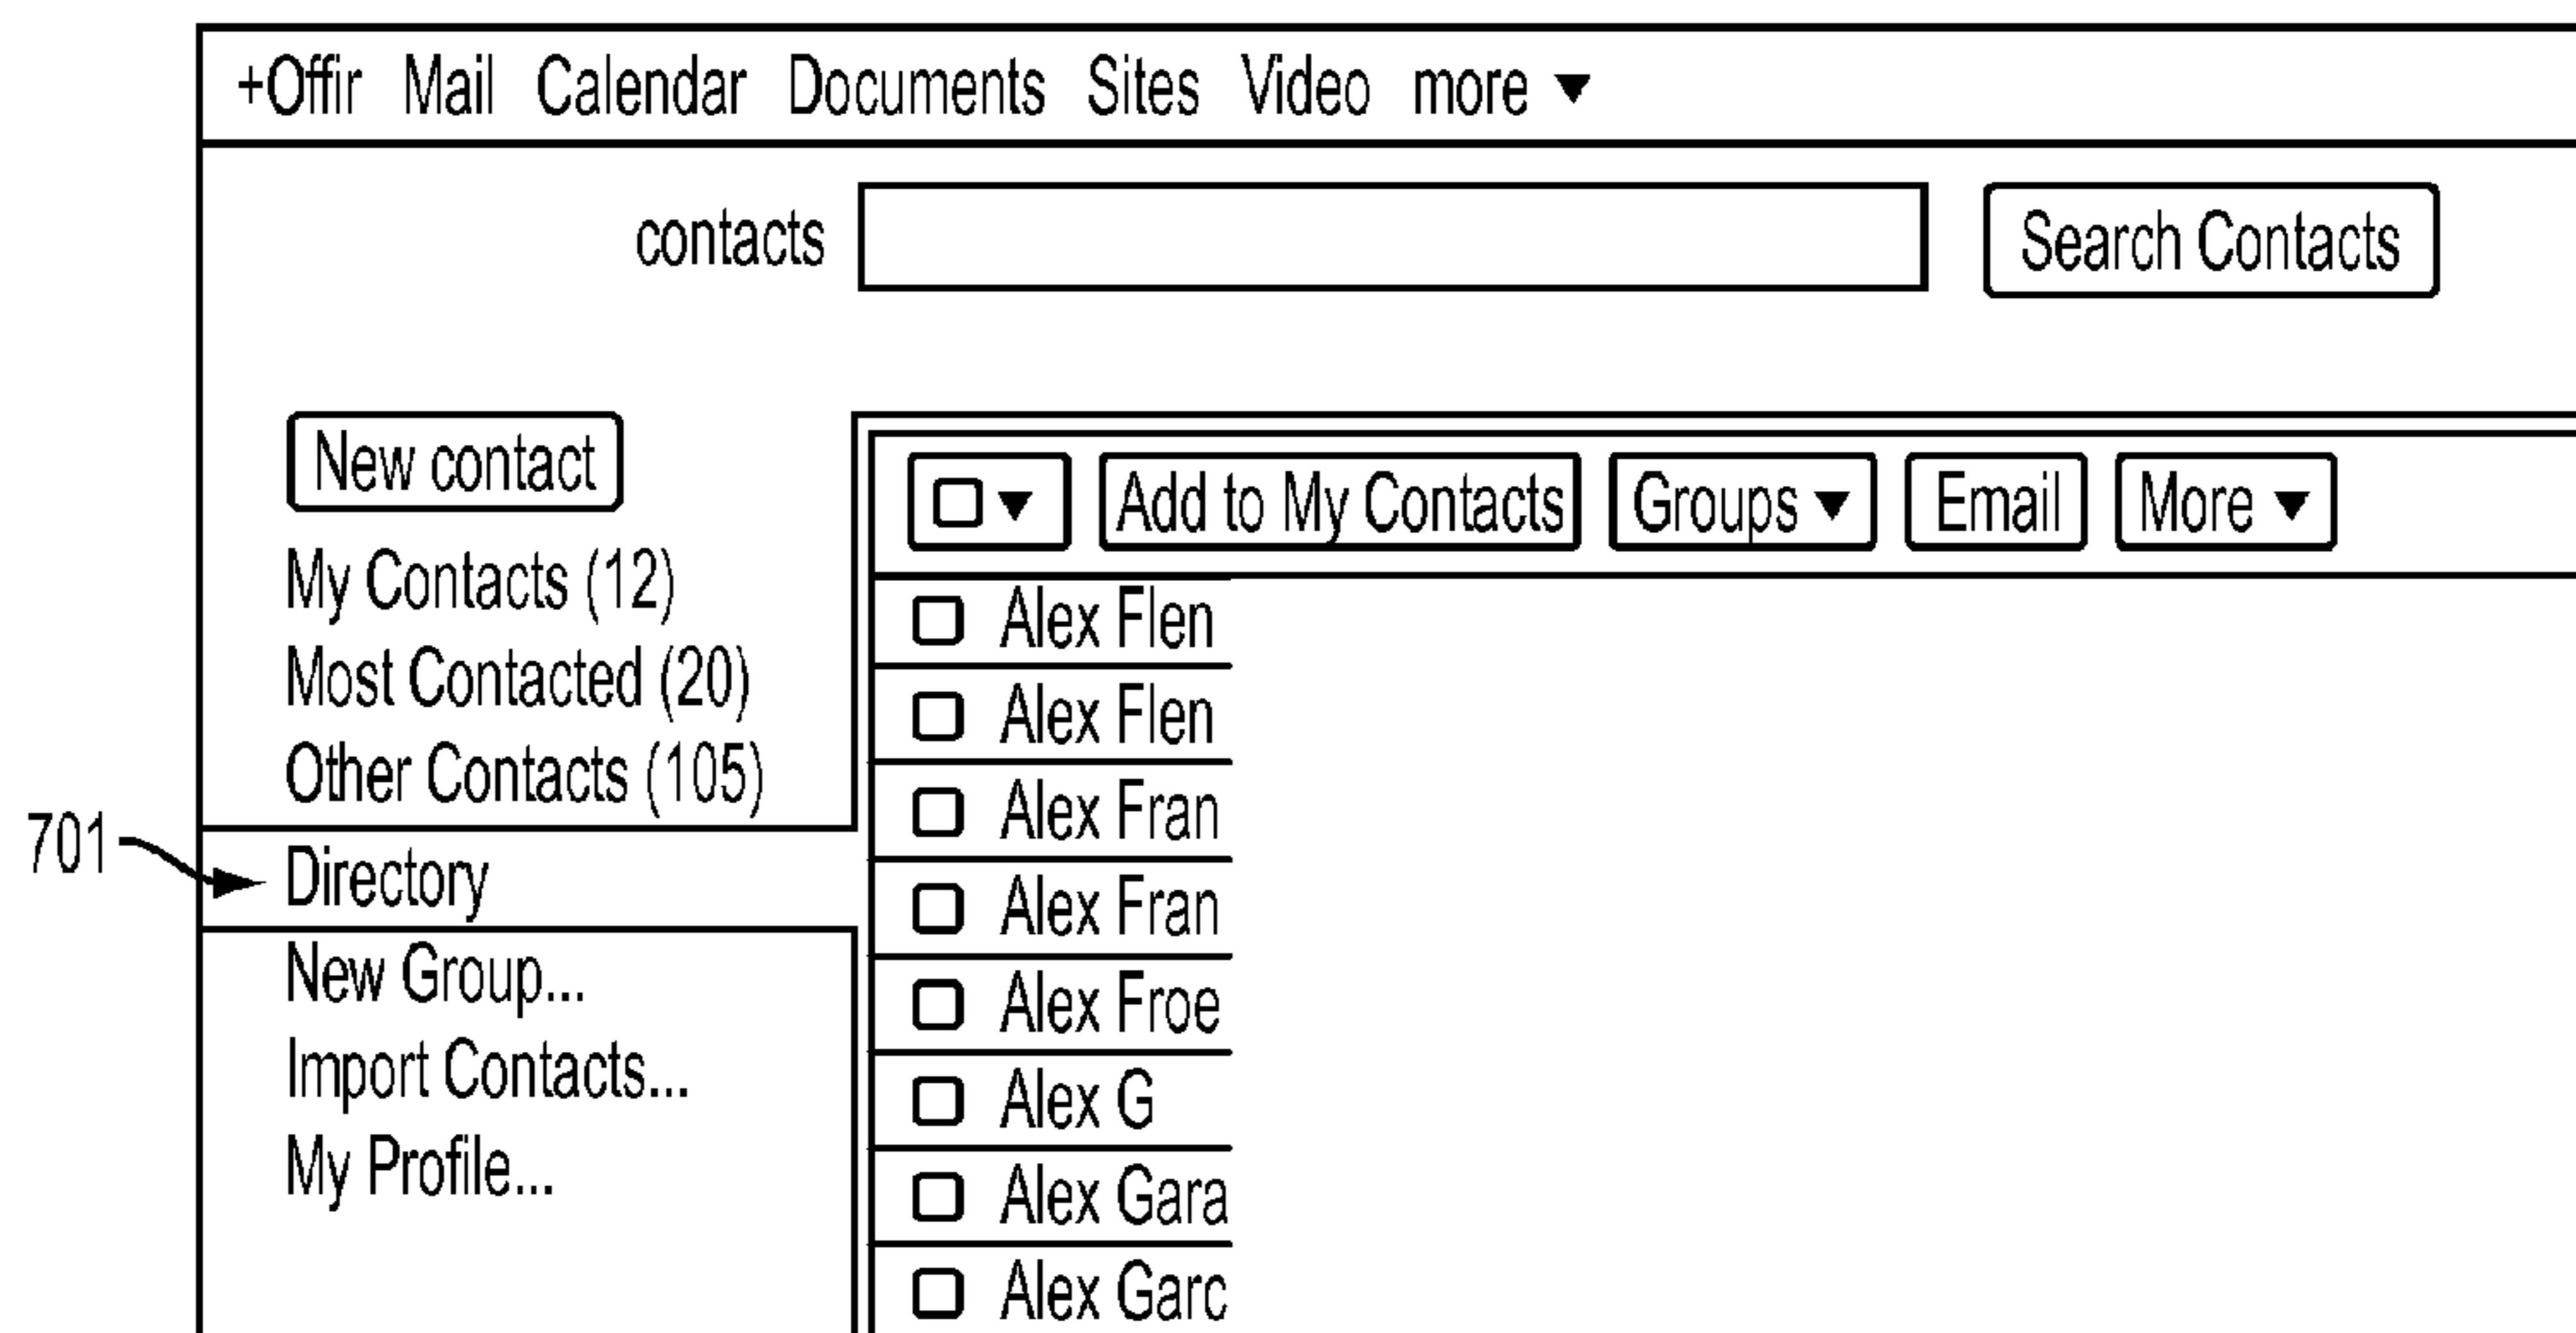 +Offir Mail Calendar Documents Sites Video more ▼
contacts
Search Contacts
New contact
My Contacts (12)
Most Contacted (20)
Other Contacts (105)
701
Directory
New Group...
Import Contacts...
My Profile...
Add to My Contacts Groups ▼ Email More ▼
Alex Flen
Alex Flen
Alex Fran
Alex Fran
Alex Froe
Alex G
Alex Gara
Alex Garc